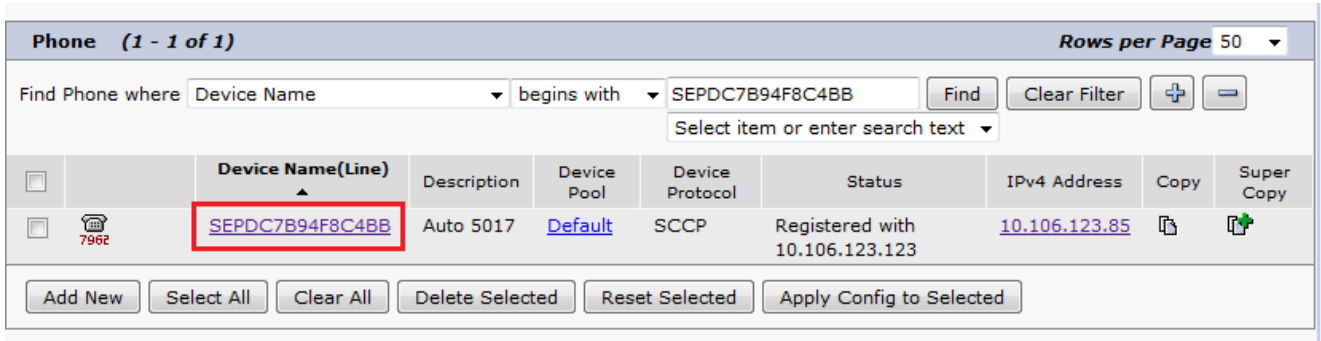 Phone (1 - 1 of 1) Rows per Page 50
Find Phone where Device Name begins with SEPDC7B94F8C4BB Find Clear Filter
Select item or enter search text
Device Name(Line) Description Device Pool Device Protocol Status IPv4 Address Copy Super Copy
7962 SEPDC7B94F8C4BB Auto 5017 Default SCCP Registered with 10.106.123.85
10.106.123.123
Add New Select All Clear All Delete Selected Reset Selected Apply Config to Selected